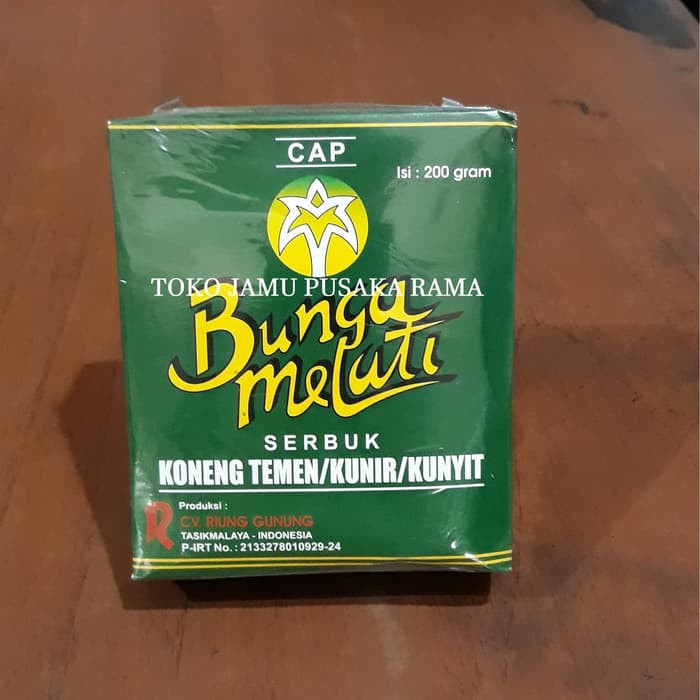 CAP
Isi : 200 gram
TOKO JAMU PUSAKA RAMA
Bunga
melati
SERBUK
KONENG TEMEN/KUNIR/KUNYIT
Produksi :
R
C.V. RIUNG GUNUNG
TASIKMALAYA - INDONESIA
P-IRT No. : 2133278010929-24